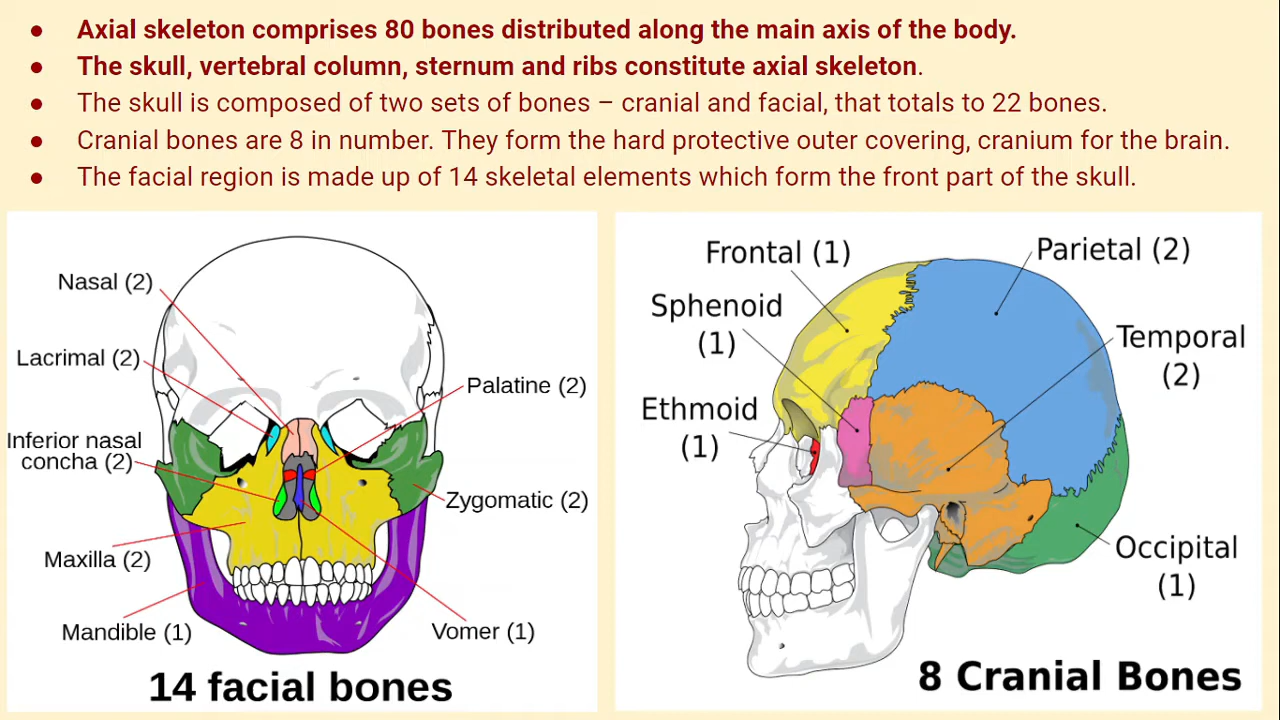 ● Axial skeleton comprises 80 bones distributed along the main axis of the body.
● The skull, vertebral column, sternum and ribs constitute axial skeleton.
● The skull is composed of two sets of bones – cranial and facial, that totals to 22 bones.
● Cranial bones are 8 in number. They form the hard protective outer covering, cranium for the brain.
● The facial region is made up of 14 skeletal elements which form the front part of the skull.
Nasal (2)
Lacrimal (2)
Palatine (2)
Inferior nasal
concha (2)
Zygomatic (2)
Maxilla (2)
Mandible (1)
Vomer (1)
14 facial bones
Frontal (1)
Parietal (2)
Sphenoid
(1)
Temporal
(2)
Ethmoid
(1)
Occipital
(1)
8 Cranial Bones